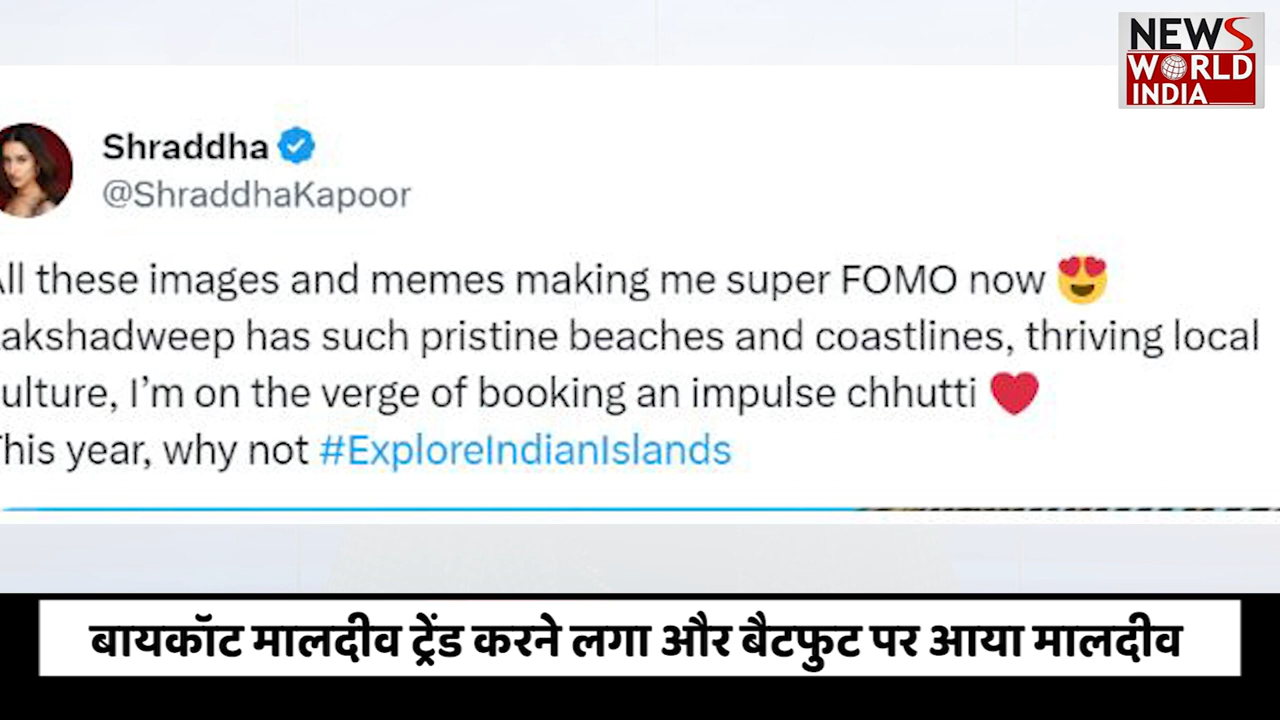 NEWS
WORLD
INDIA
Shraddha
@ShraddhaKapoor
ll these images and memes making me super FOMO now 😍
akshadweep has such pristine beaches and coastlines, thriving local
ulture, I’m on the verge of booking an impulse chhutti ❤️
his year, why not #ExploreIndianIslands
बायकॉट मालदीव ट्रेंड करने लगा और बैटफुट पर आया मालदीव